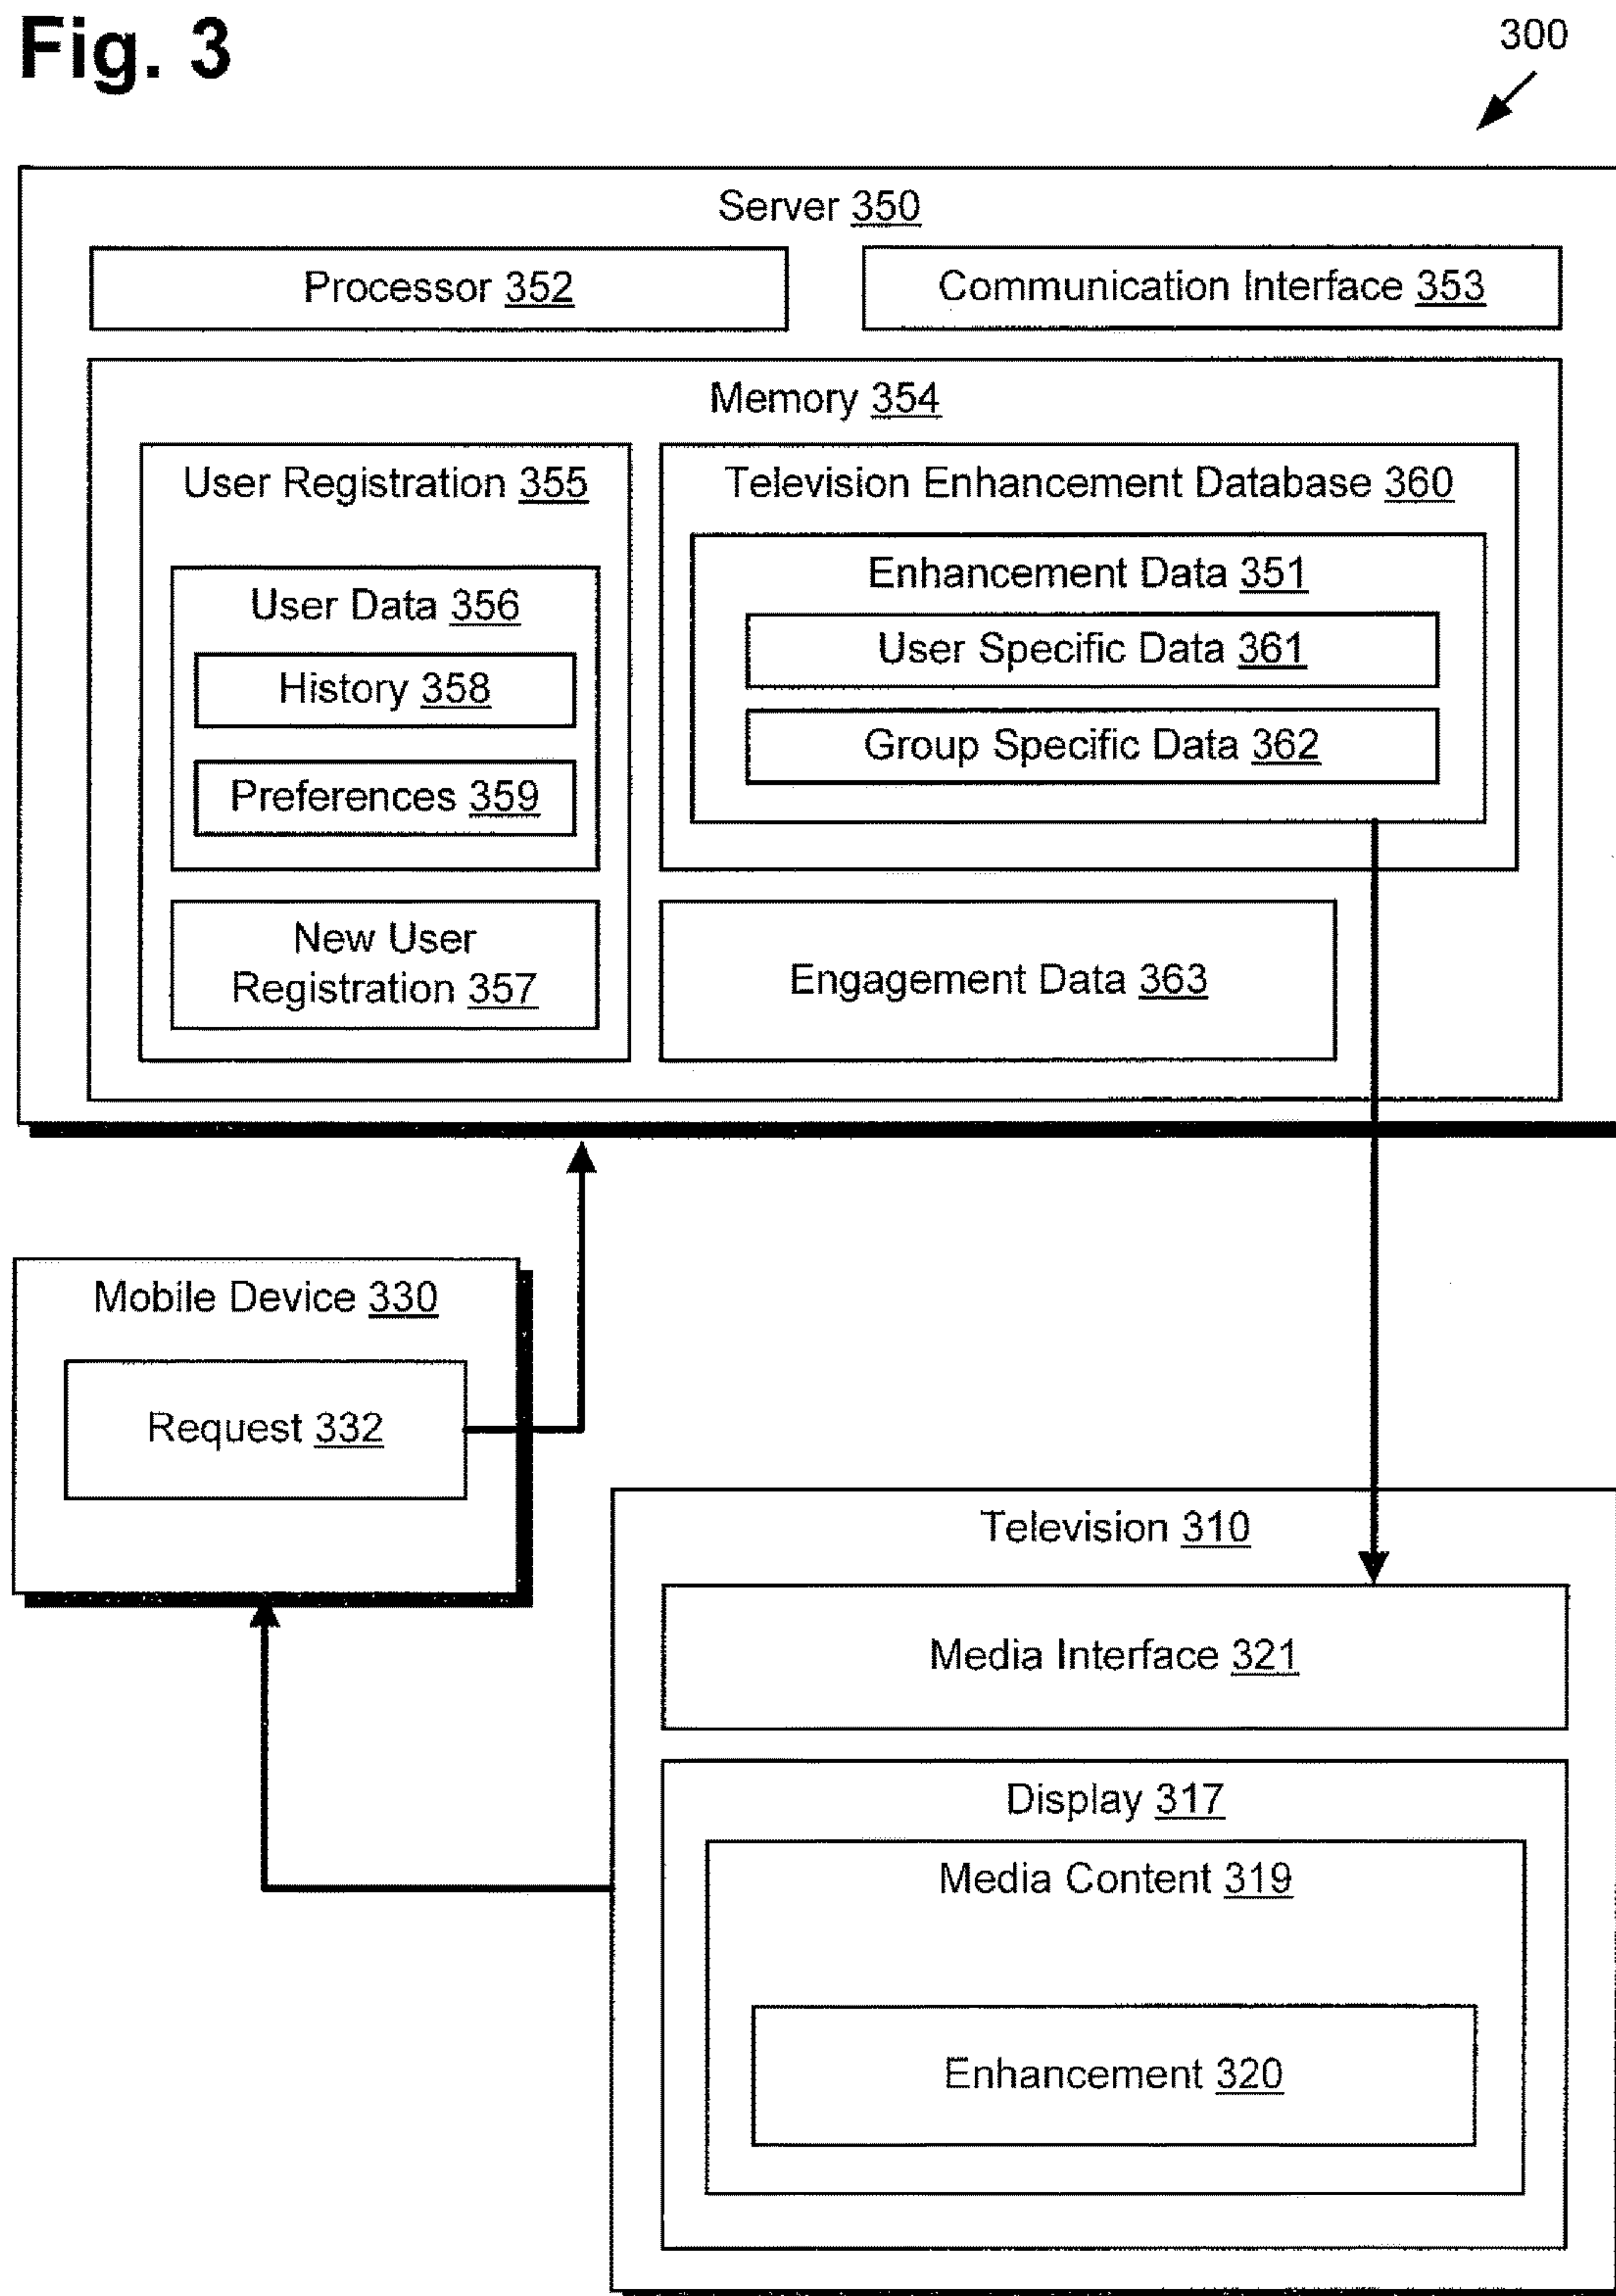 Fig. 3
300
Server 350
Processor 352
Communication Interface 353
Memory 354
User Registration 355
User Data 356
History 358
Preferences 359
New User
Registration 357
Television Enhancement Database 360
Enhancement Data 351
User Specific Data 361
Group Specific Data 362
Engagement Data 363
Mobile Device 330
Request 332
Television 310
Media Interface 321
Display 317
Media Content 319
Enhancement 320